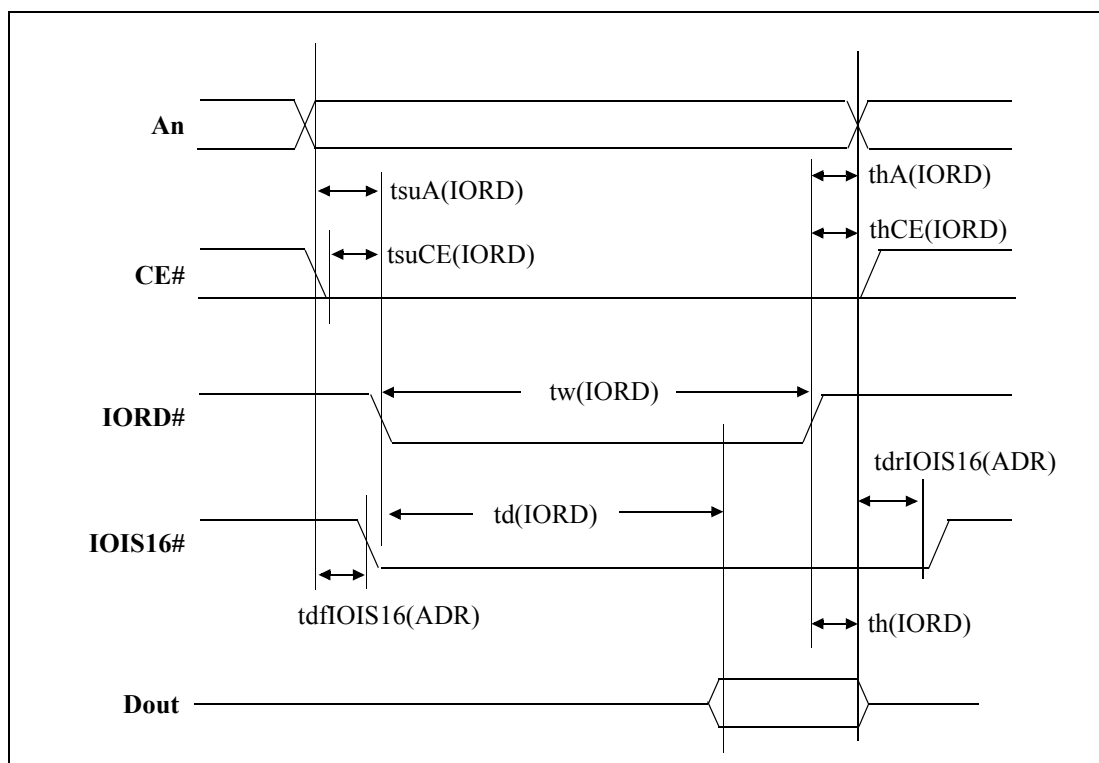 An
tsuA(IORD)
thA(IORD)
tsuCE(IORD)
thCE(IORD)
CE#
tw(IORD)
IORD#
tdrIOIS16(ADR)
td(IORD)
IOIS16#
tdfIOIS16(ADR)
th(IORD)
Dout